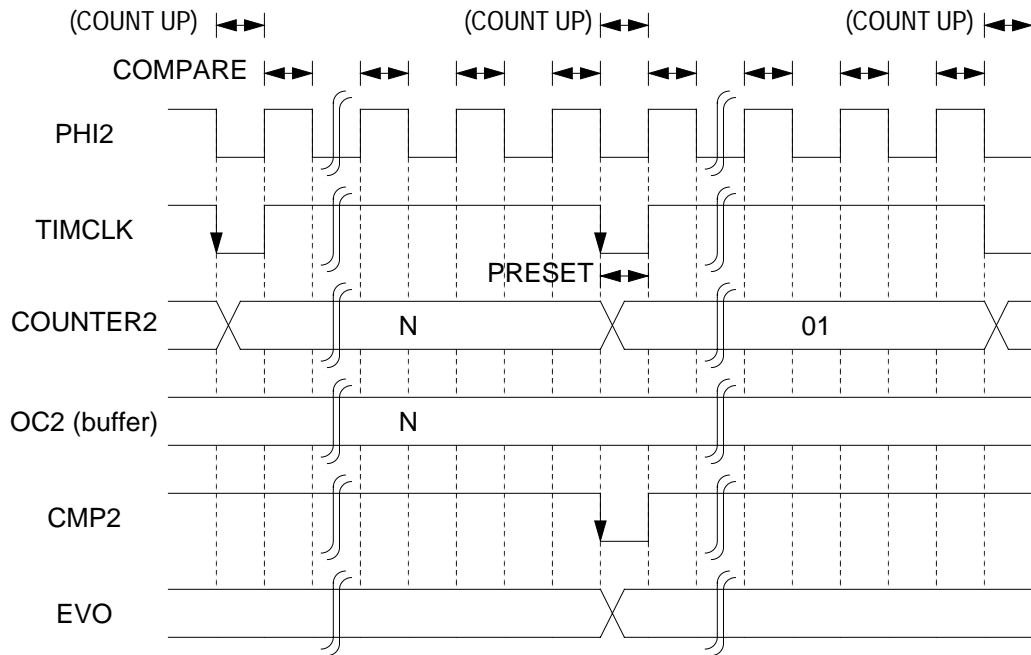 (COUNT UP) (COUNT UP) (COUNT UP)
COMPARE
PHI2
TIMCLK
PRESET
COUNTER2 N 01
OC2 (buffer) N
CMP2
EVO